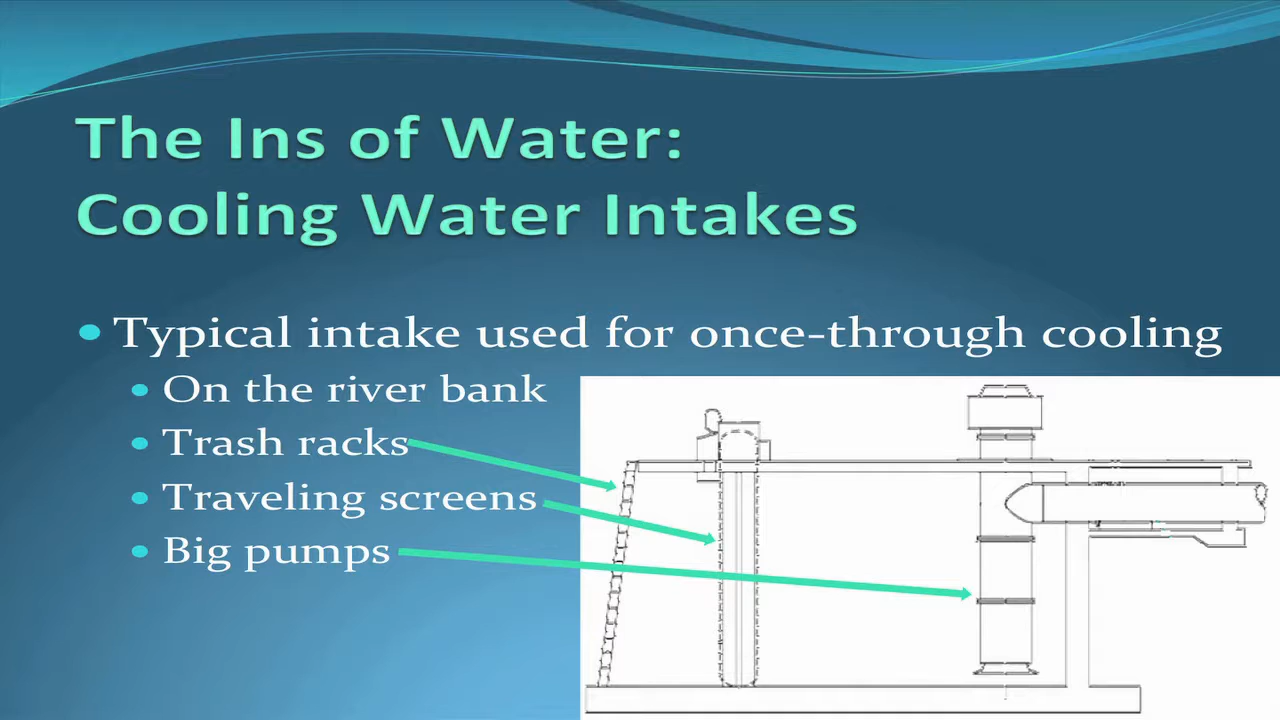 The Ins of Water:
Cooling Water Intakes
Typical intake used for once-through cooling
On the river bank
Trash racks
Traveling screens
Big pumps